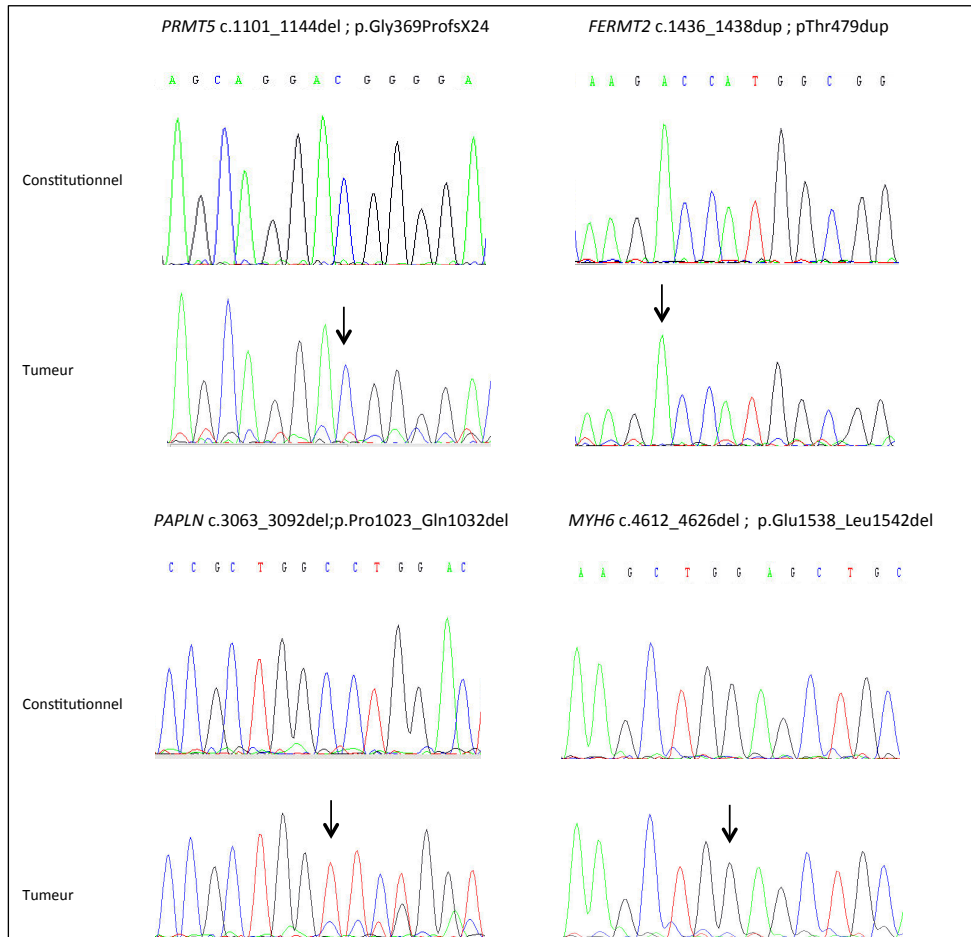 PRMT5 c.1101_1144del ; p.Gly369ProfsX24
FERMT2 c.1436_1438dup ; pThr479dup
A G C A G G A C G G G G A
A A G A C C A T G G C G G
Constitutionnel
Tumeur
PAPLN c.3063_3092del;p.Pro1023_Gln1032del
MYH6 c.4612_4626del ; p.Glu1538_Leu1542del
C C G C T G G C C T G G A C
A A G C T G G A G C T G C
Constitutionnel
Tumeur